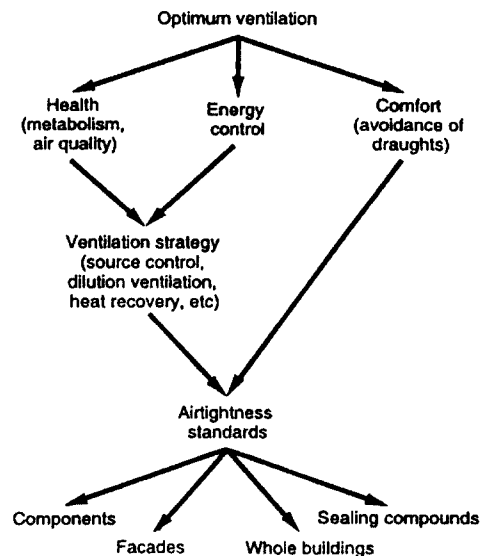 Optimum ventilation
Health
(metabolism,
air quality)
Energy
control
Comfort
(avoidance of
draughts)
Ventilation strategy
(source control,
dilution ventilation,
heat recovery, etc)
Airtightness
standards
Components
Facades
Whole buildings
Sealing compounds